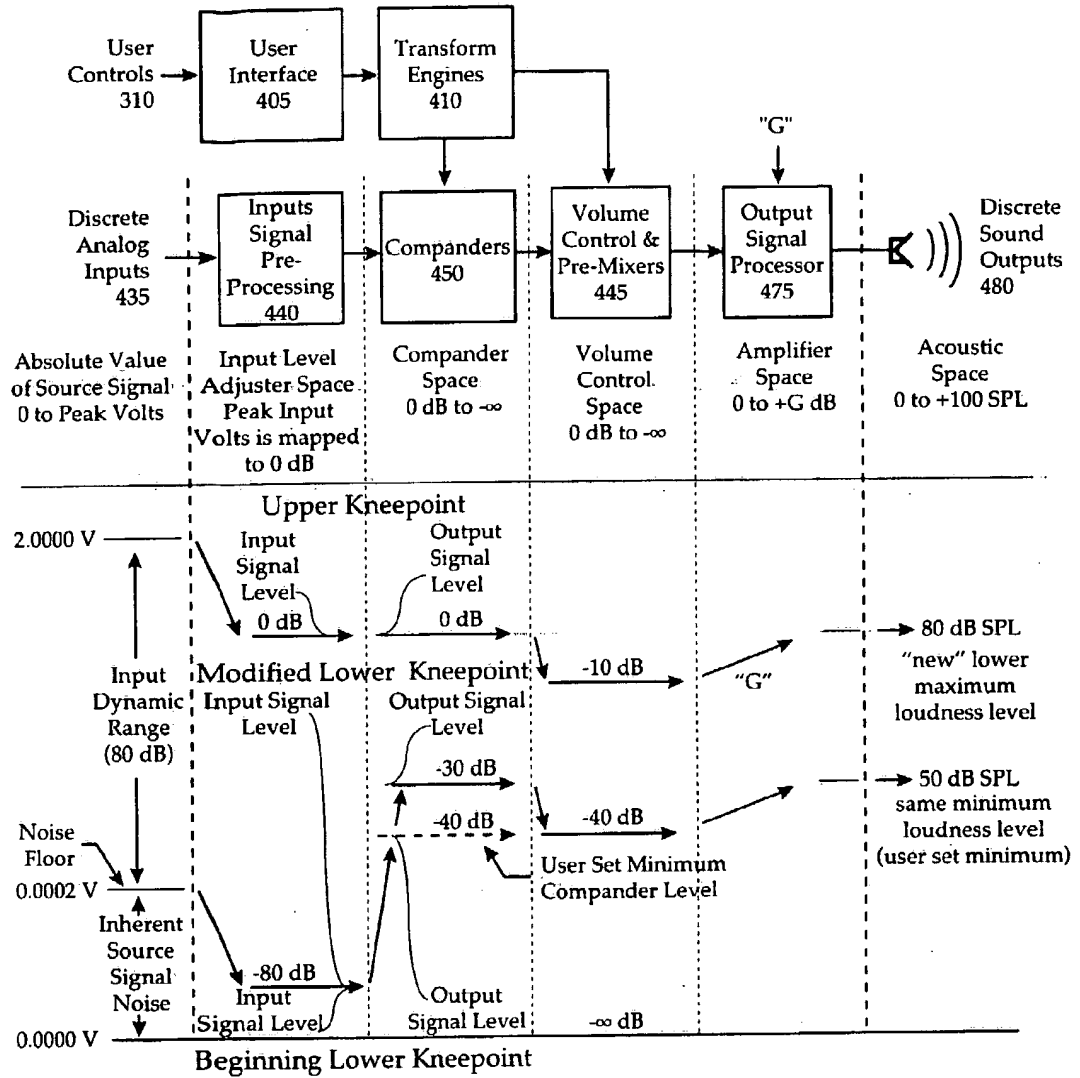 User
Controls
310
User
Interface
405
Transform
Engines
410
"G"
Discrete
Analog
Inputs
435
Inputs
Signal
Pre-
Processing
440
Companders
450
Volume
Control &
Pre-Mixers
445
Output
Signal
Processor
475
Discrete
Sound
Outputs
480
Absolute Value
of Source Signal
0 to Peak Volts
Input Level
Adjuster Space
Peak Input
Volts is mapped
to 0 dB
Compander
Space
0 dB to -∞
Volume
Control.
Space
0 dB to -∞
Amplifier
Space
0 to +G dB
Acoustic
Space
0 to +100 SPL
Upper Kneepoint
2.0000 V
Input
Signal
Level
0 dB
Output
Signal
Level
0 dB
-10 dB
"G"
80 dB SPL
"new" lower
maximum
loudness level
Input
Dynamic
Range
(80 dB)
Modified Lower Kneepoint
Input Signal
Level
Output Signal
Level
-30 dB
-40 dB
-40 dB
50 dB SPL
same minimum
loudness level
(user set minimum)
User Set Minimum
Compander Level
Noise
Floor
0.0002 V
Inherent
Source
Signal
Noise
-80 dB
Input
Signal Level
Output
Signal Level
-∞ dB
0.0000 V
Beginning Lower Kneepoint